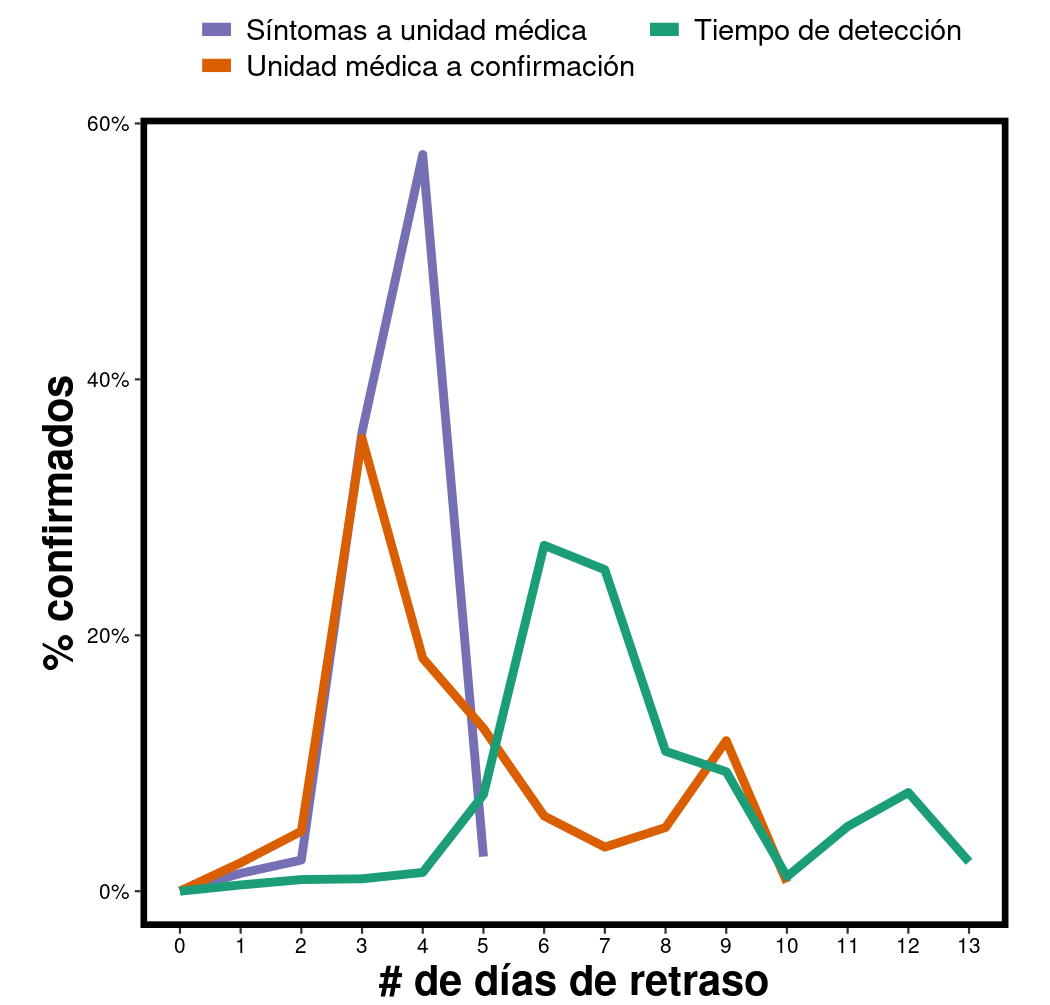 Síntomas a unidad médica
Tiempo de detección
Unidad médica a confirmación
60%
40%
20%
0%
% confirmados
0 1 2 3 4 5 6 7 8 9 10 11 12 13
# de días de retraso